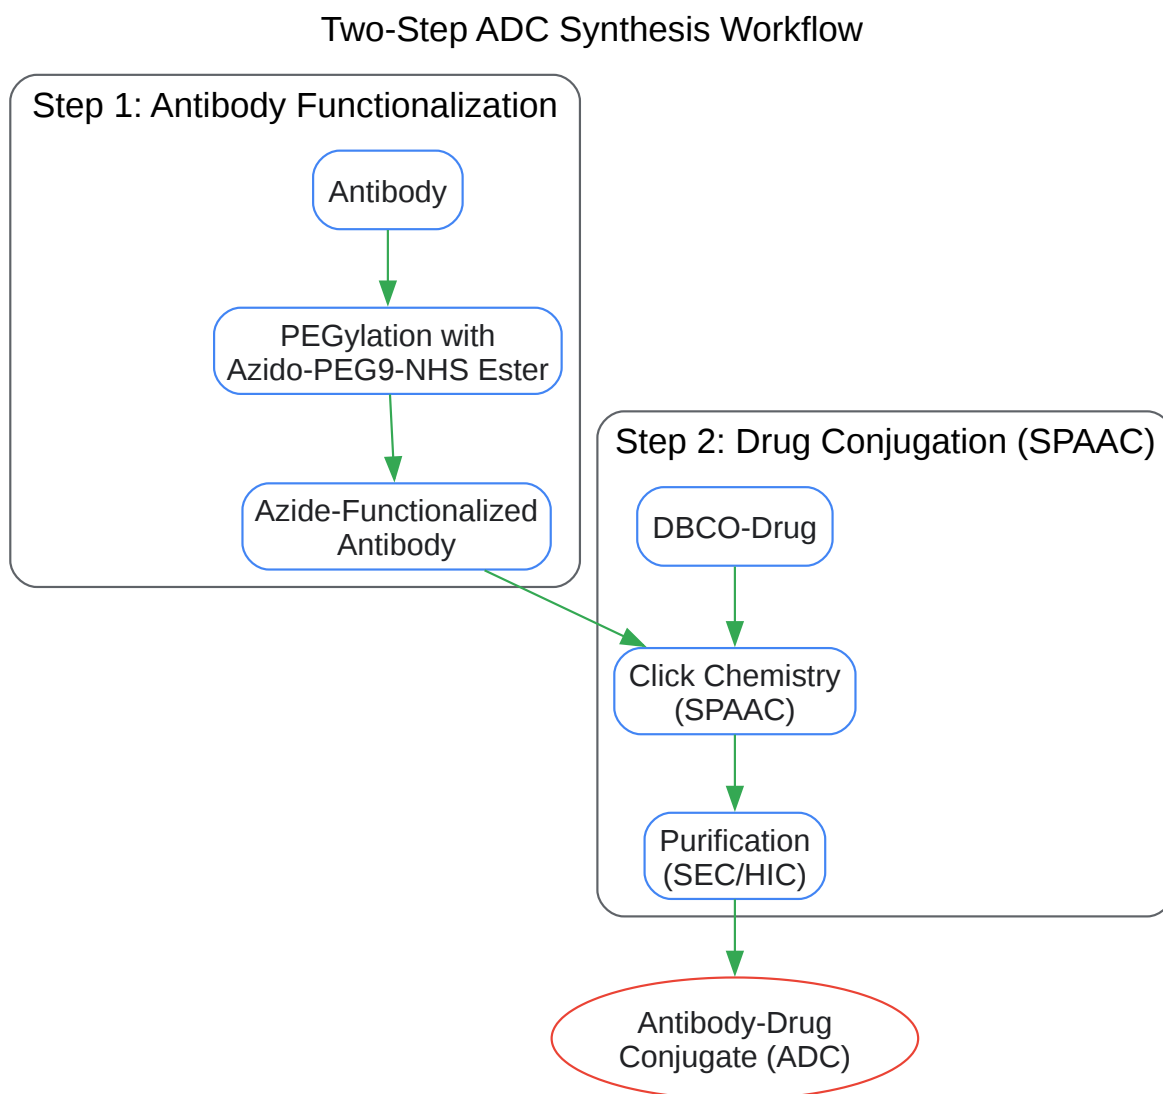 Two-Step ADC Synthesis Workflow
Step 1: Antibody Functionalization
Antibody
PEGylation with
Azido-PEG9-NHS Ester
Azide-Functionalized
Antibody
Step 2: Drug Conjugation (SPAAC)
DBCO-Drug
Click Chemistry
(SPAAC)
Purification
(SEC/HIC)
Antibody-Drug
Conjugate (ADC)